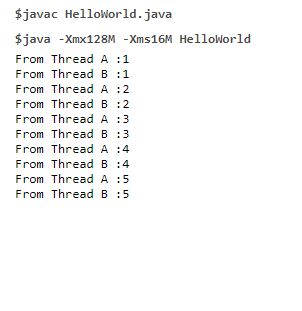 $javac HelloWorld.java
$java -Xmx128M -Xms16M HelloWorld
From Thread A :1
From Thread B :1
From Thread A :2
From Thread B :2
From Thread A :3
From Thread B :3
From Thread A :4
From Thread B :4
From Thread A :5
From Thread B :5